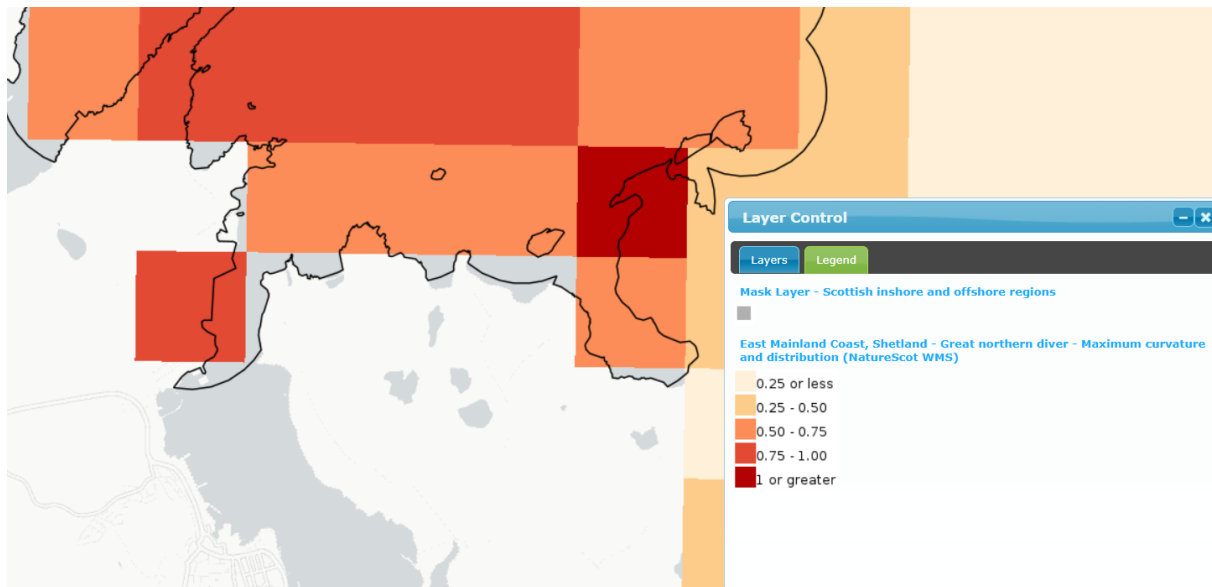 Layer Control
Layers
Legend
Mask Layer - Scottish inshore and offshore regions
East Mainland Coast, Shetland - Great northern diver - Maximum curvature
and distribution (NatureScot WMS)
0.25 or less
0.25 - 0.50
0.50 - 0.75
0.75 - 1.00
1 or greater